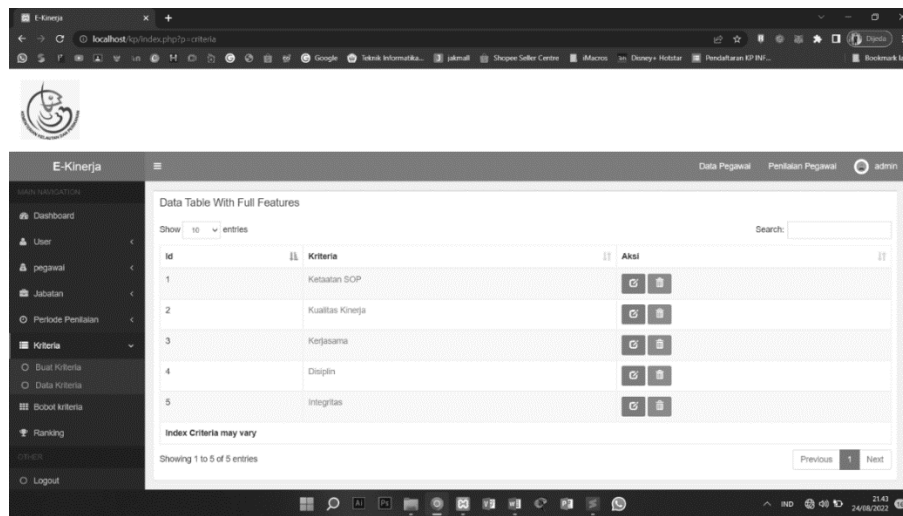 E-Kinerja
localhost/kp/index.php?p=criteria
Dijeda
Google
Teknik Informatika...
jakmall
Shopee Seller Centre
iMacros
Disney+ Hotstar
Pendaftaran KP INF...
E-Kinerja
Data Pegawai
Penilaian Pegawai
admin
MAIN NAVIGATION
Dashboard
User
pegawai
Jabatan
Periode Penilaian
Kriteria
Buat Kriteria
Data Kriteria
Bobot kriteria
Ranking
OTHER
Logout
Data Table With Full Features
Show 10 entries
Search:
Id Kriteria Aksi
1 Ketaatan SOP
2 Kualitas Kinerja
3 Kerjasama
4 Disiplin
5 Integritas
Index Criteria may vary
Showing 1 to 5 of 5 entries
Previous 1 Next
Ai
Ps
IND
21.43
24/08/2022